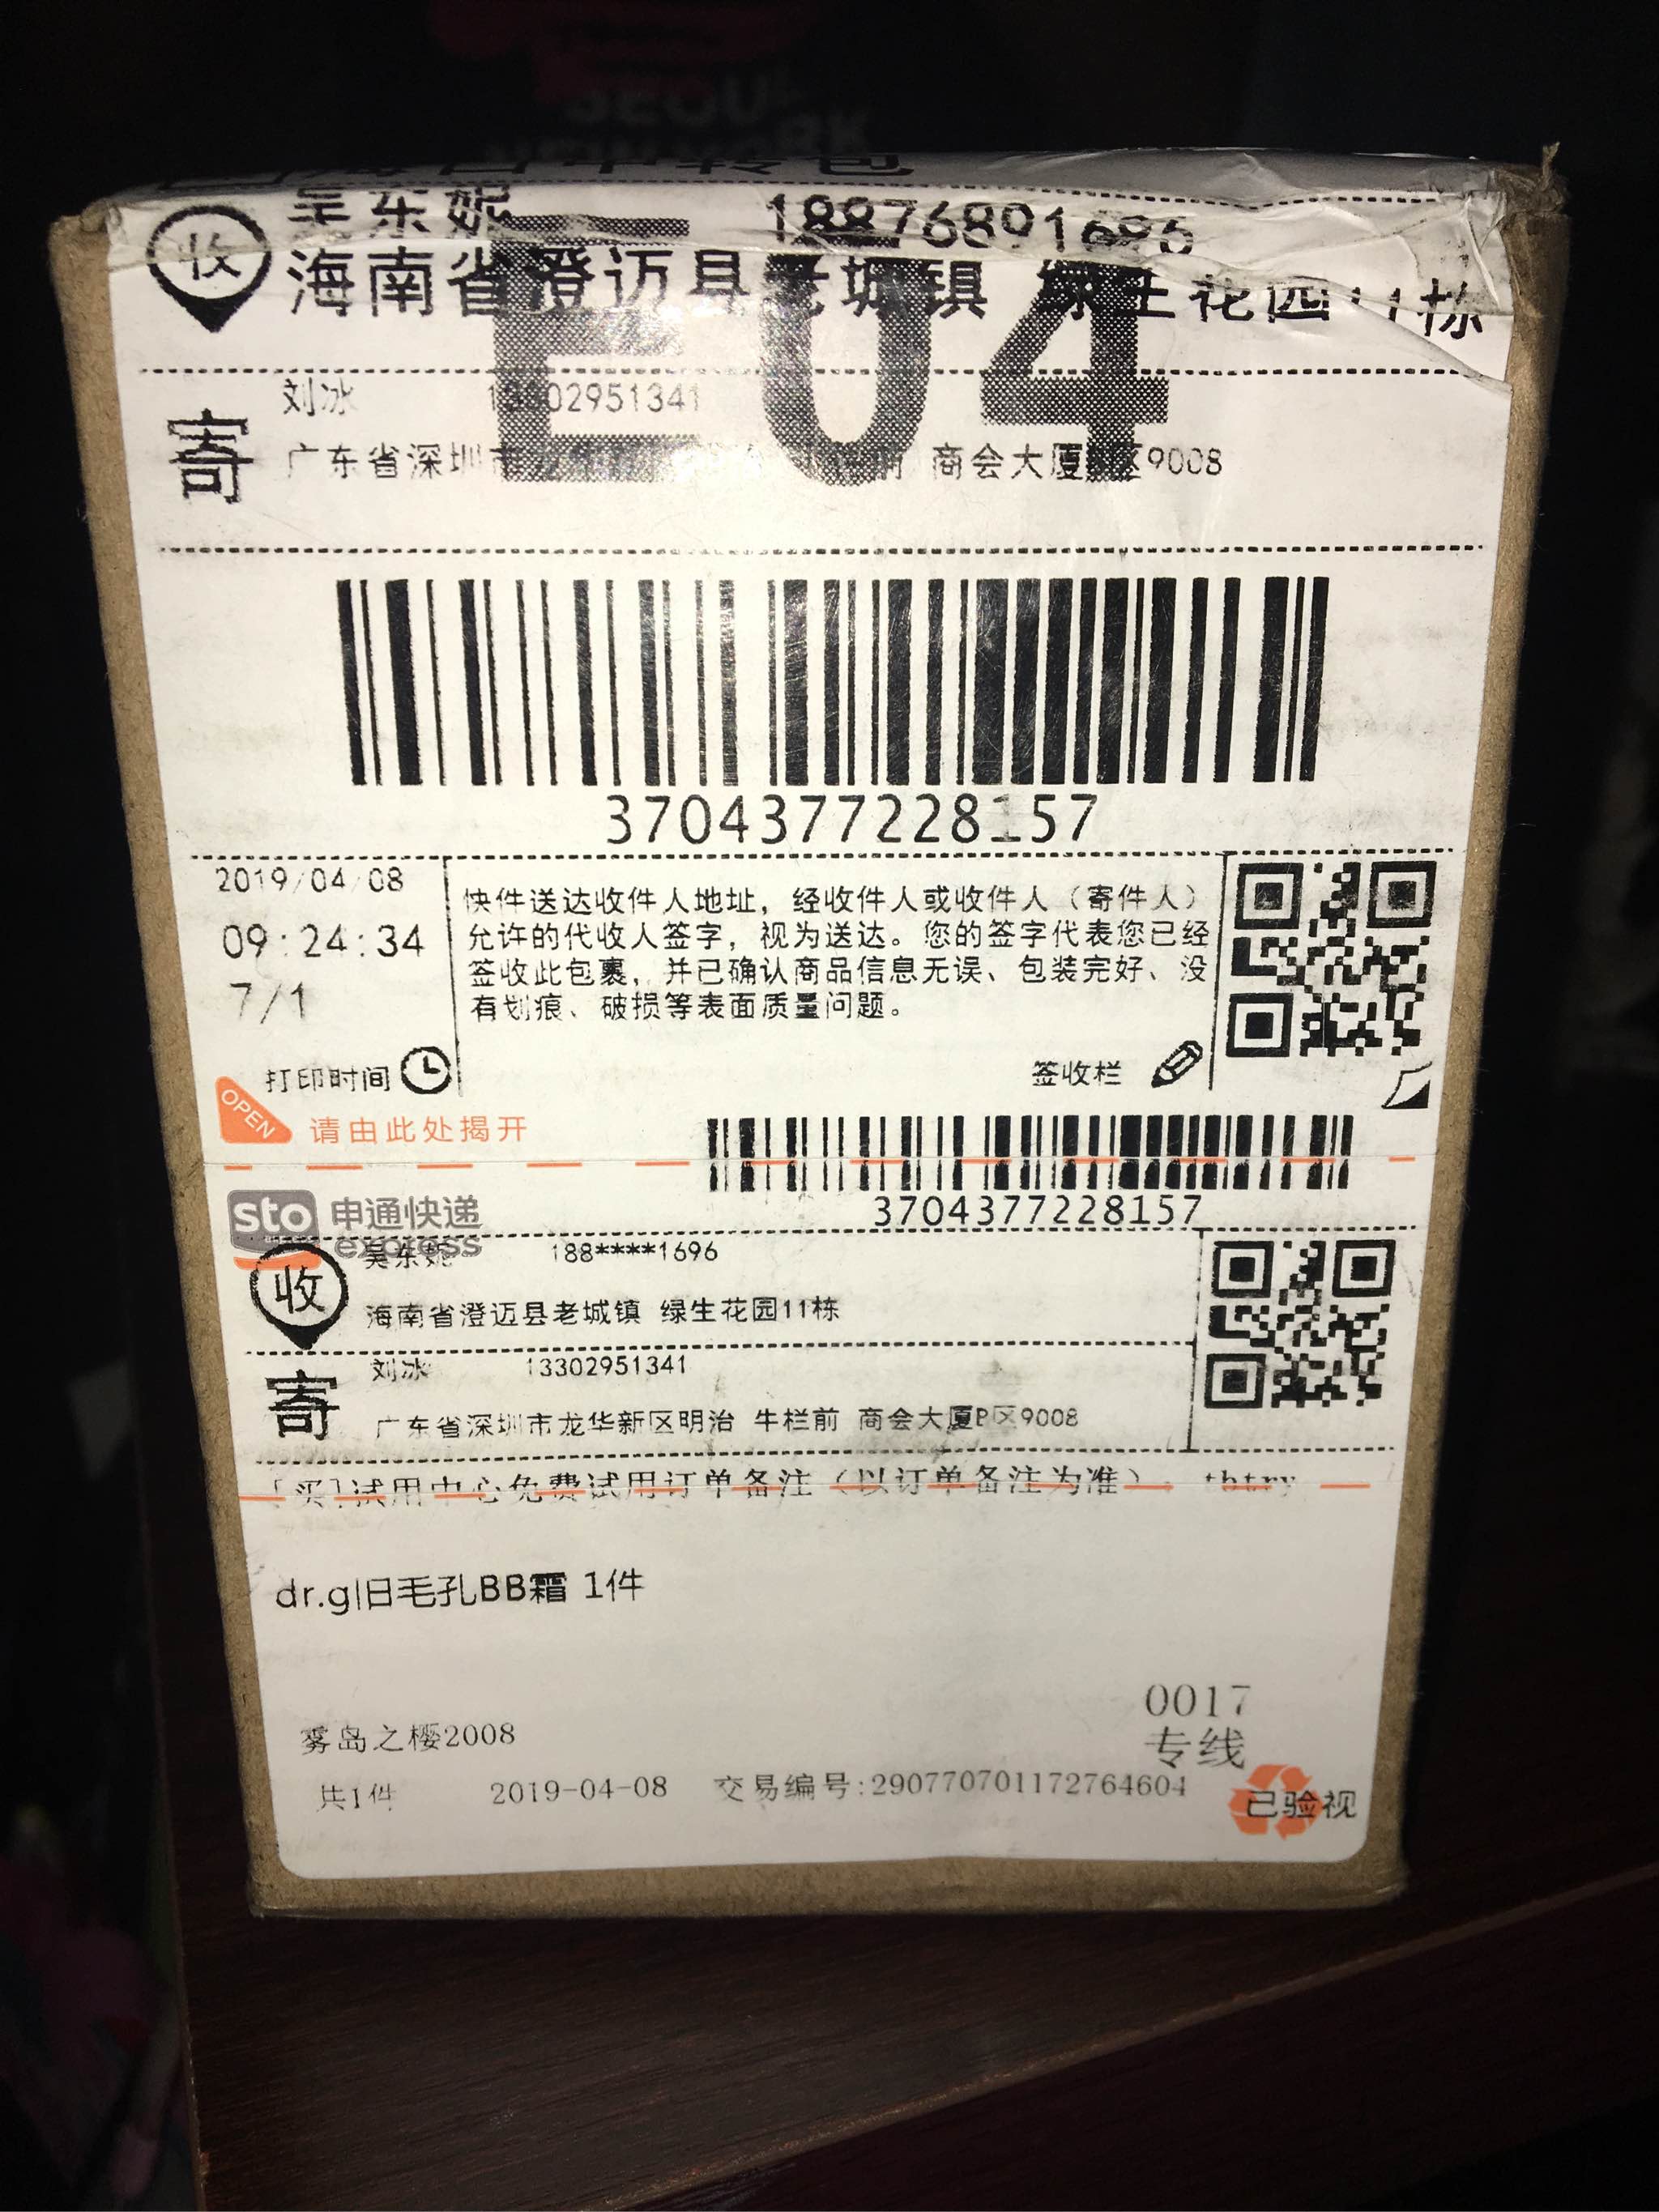 收
吴东妮 18876891696
海南省澄迈县老城镇 绿生花园11栋
E04
寄
刘冰 13302951341
广东省深圳市 前 商会大厦B区9008
3704377228157
2019/04/08
09:24:34
7/1
打印时间
快件送达收件人地址，经收件人或收件人（寄件人）
允许的代收人签字，视为送达。您的签字代表您已经
签收此包裹，并已确认商品信息无误、包装完好、没
有划痕、破损等表面质量问题。
签收栏
OPEN 请由此处揭开
3704377228157
sto 申通快递
express
收
吴东妮 188****1696
海南省澄迈县老城镇 绿生花园11栋
寄
刘冰 13302951341
广东省深圳市龙华新区明治 牛栏前 商会大厦B区9008
[买]试用中心免费试用订单备注（以订单备注为准），tbtry
dr.g旧毛孔BB霜 1件
0017
专线
雾岛之樱2008
共1件 2019-04-08 交易编号:290770701172764604
已验视